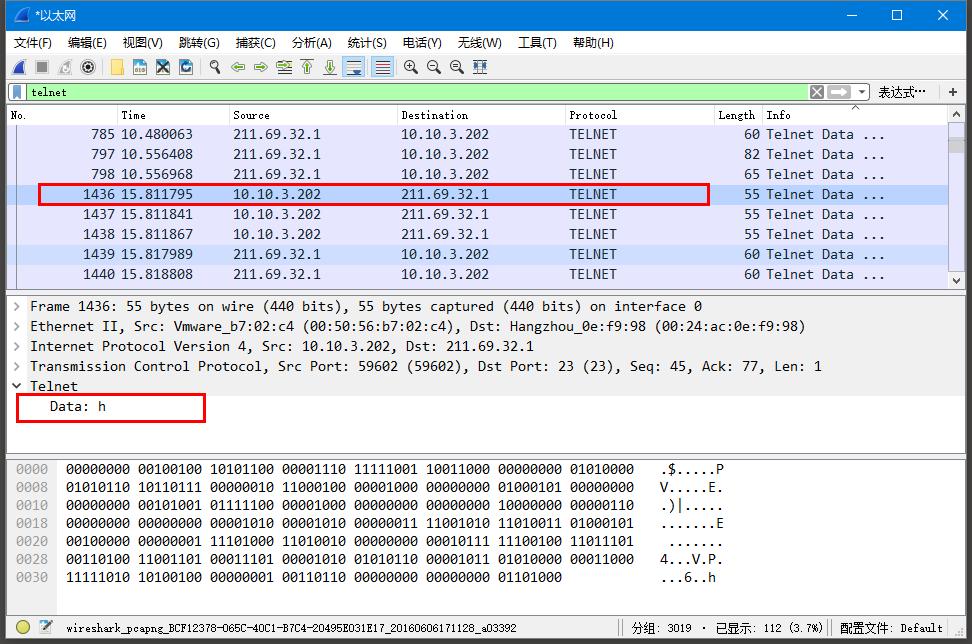 *以太网
文件(F) 编辑(E) 视图(V) 跳转(G) 捕获(C) 分析(A) 统计(S) 电话(Y) 无线(W) 工具(T) 帮助(H)
telnet 表达式… +
No. Time Source Destination Protocol Length Info
785 10.480063 211.69.32.1 10.10.3.202 TELNET 60 Telnet Data ...
797 10.556408 211.69.32.1 10.10.3.202 TELNET 82 Telnet Data ...
798 10.556968 211.69.32.1 10.10.3.202 TELNET 65 Telnet Data ...
1436 15.811795 10.10.3.202 211.69.32.1 TELNET 55 Telnet Data ...
1437 15.811841 10.10.3.202 211.69.32.1 TELNET 55 Telnet Data ...
1438 15.811867 10.10.3.202 211.69.32.1 TELNET 55 Telnet Data ...
1439 15.817989 211.69.32.1 10.10.3.202 TELNET 60 Telnet Data ...
1440 15.818808 211.69.32.1 10.10.3.202 TELNET 60 Telnet Data ...
Frame 1436: 55 bytes on wire (440 bits), 55 bytes captured (440 bits) on interface 0
Ethernet II, Src: Vmware_b7:02:c4 (00:50:56:b7:02:c4), Dst: Hangzhou_0e:f9:98 (00:24:ac:0e:f9:98)
Internet Protocol Version 4, Src: 10.10.3.202, Dst: 211.69.32.1
Transmission Control Protocol, Src Port: 59602 (59602), Dst Port: 23 (23), Seq: 45, Ack: 77, Len: 1
Telnet
Data: h
0000 00000000 00100100 10101100 00001110 11111001 10011000 00000000 01010000 .$.....P
0008 01010110 10110111 00000010 11000100 00001000 00000000 01000101 00000000 V.....E.
0010 00000000 00101001 01111100 00001000 00000000 00000000 10000000 00000110 .)|.....
0018 00000000 00000000 00001010 00001010 00000011 11001010 11010011 01000101 .......E
0020 00100000 00000001 11101000 11010010 00000000 00010111 11100100 11011101  .......
0028 00110100 11001101 00011101 00001010 01010110 00001011 01010000 00011000 4...V.P.
0030 11111010 10100100 00000001 00110110 00000000 00000000 01101000 ...6..h
wireshark_pcapng_BCF12378-065C-40C1-B7C4-20495E031E17_20160606171128_a03392 分组: 3019 · 已显示: 112 (3.7%) 配置文件: Default